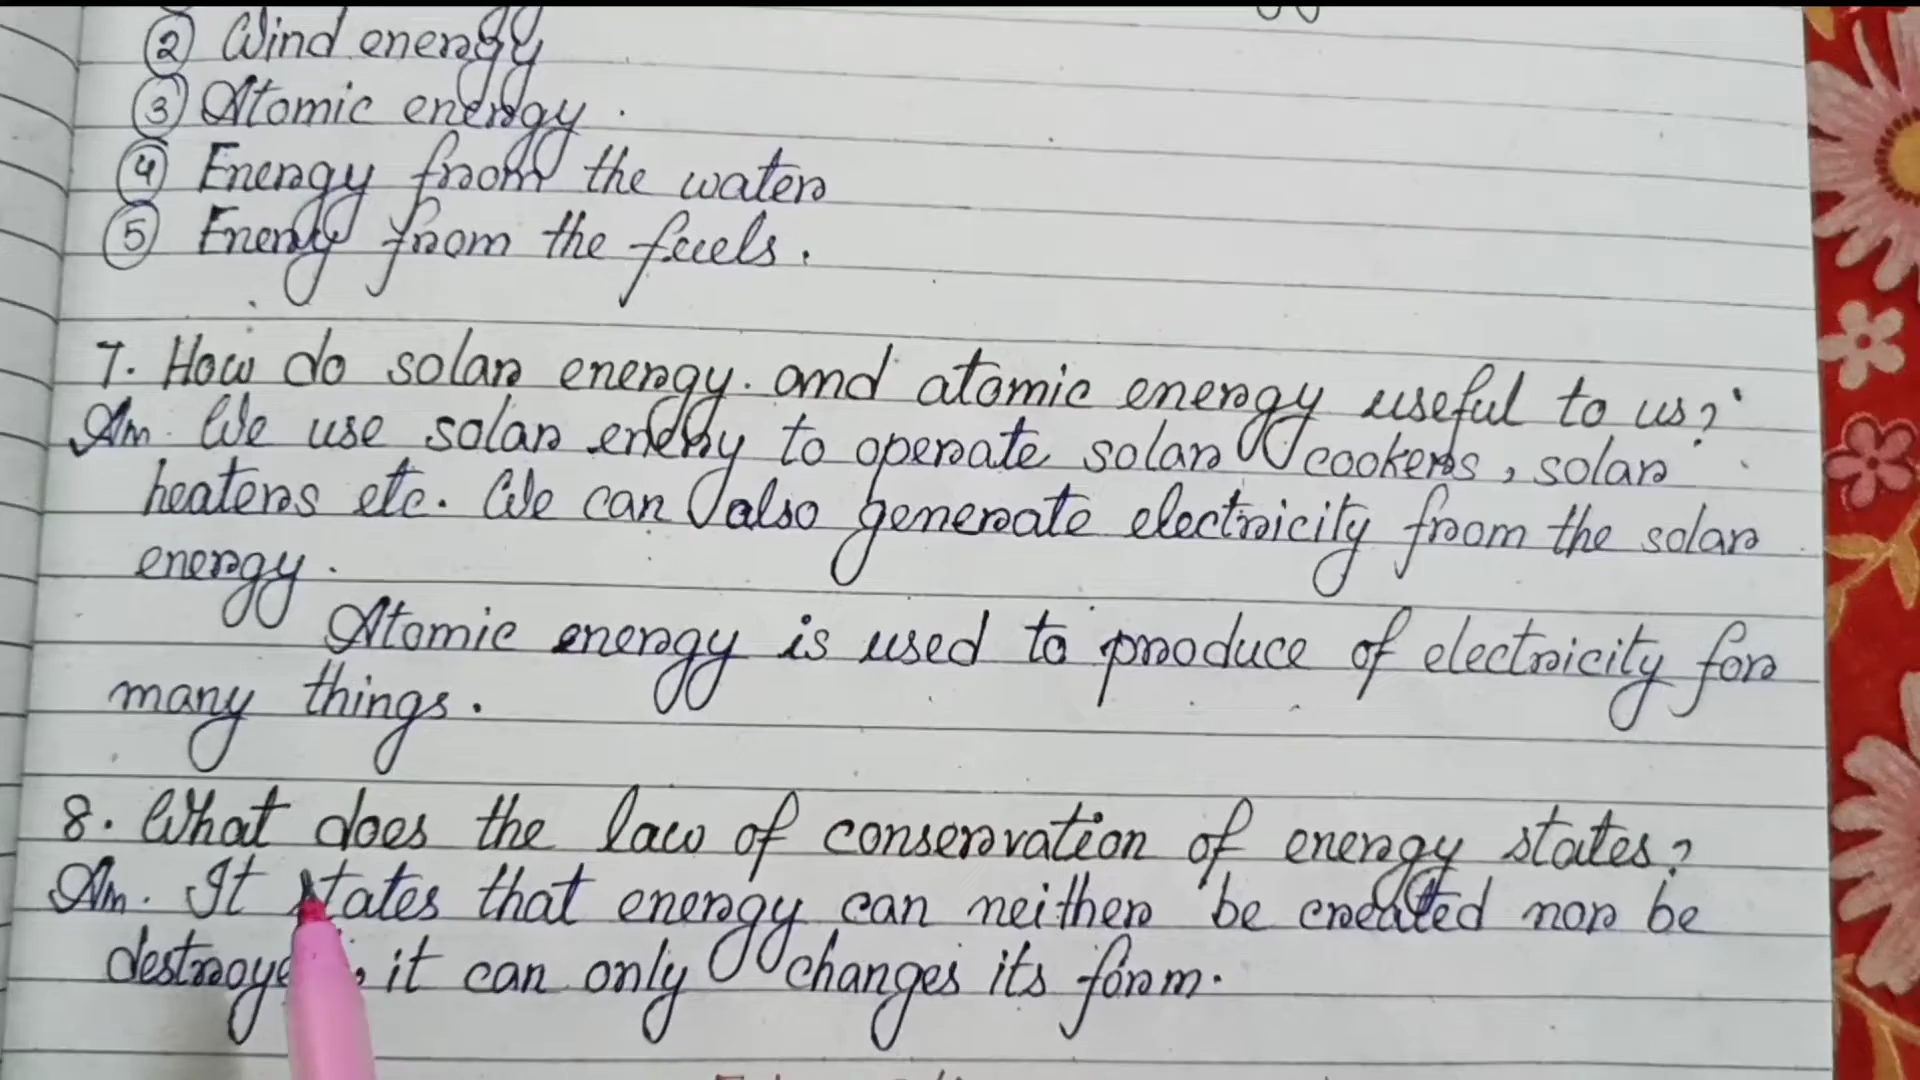 ② Wind energy
③ Atomic energy.
④ Energy from the water
⑤ Energy from the fuels.
7. How do solar energy and atomic energy useful to us?
Ans. We use solar energy to operate solar cookers, solar
heaters etc. We can also generate electricity from the solar
energy.
Atomic energy is used to produce of electricity for
many things.
8. What does the law of conservation of energy states?
Ans. It states that energy can neither be created nor be
destroyed, it can only changes its form.